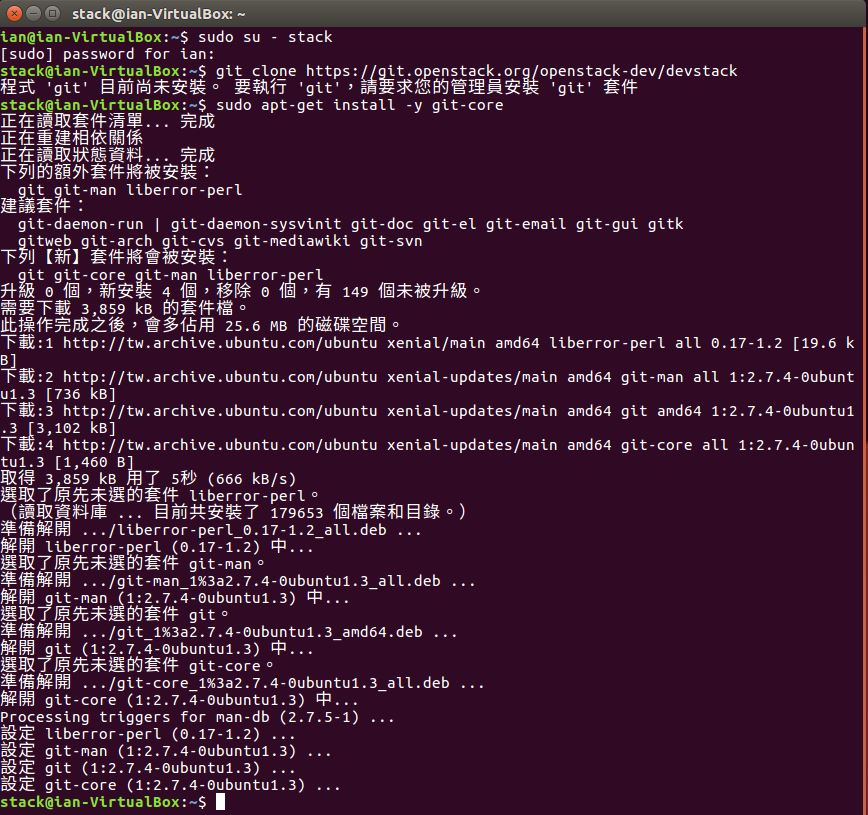 stack@ian-VirtualBox: ~
ian@ian-VirtualBox:~$ sudo su - stack
[sudo] password for ian:
stack@ian-VirtualBox:~$ git clone https://git.openstack.org/openstack-dev/devstack
程式 'git' 目前尚未安裝。 要執行 'git'，請要求您的管理員安裝 'git' 套件
stack@ian-VirtualBox:~$ sudo apt-get install -y git-core
正在讀取套件清單... 完成
正在重建相依關係
正在讀取狀態資料... 完成
下列的額外套件將被安裝：
  git git-man liberror-perl
建議套件：
  git-daemon-run | git-daemon-sysvinit git-doc git-el git-email git-gui gitk
  gitweb git-arch git-cvs git-mediawiki git-svn
下列【新】套件將會被安裝：
  git git-core git-man liberror-perl
升級 0 個，新安裝 4 個，移除 0 個，有 149 個未被升級。
需要下載 3,859 kB 的套件檔。
此操作完成之後，會多佔用 25.6 MB 的磁碟空間。
下載:1 http://tw.archive.ubuntu.com/ubuntu xenial/main amd64 liberror-perl all 0.17-1.2 [19.6 k
B]
下載:2 http://tw.archive.ubuntu.com/ubuntu xenial-updates/main amd64 git-man all 1:2.7.4-0ubunt
u1.3 [736 kB]
下載:3 http://tw.archive.ubuntu.com/ubuntu xenial-updates/main amd64 git amd64 1:2.7.4-0ubuntu1
.3 [3,102 kB]
下載:4 http://tw.archive.ubuntu.com/ubuntu xenial-updates/main amd64 git-core all 1:2.7.4-0ubun
tu1.3 [1,460 B]
取得 3,859 kB 用了 5秒 (666 kB/s)
選取了原先未選的套件 liberror-perl。
（讀取資料庫 ... 目前共安裝了 179653 個檔案和目錄。）
準備解開 .../liberror-perl_0.17-1.2_all.deb ...
解開 liberror-perl (0.17-1.2) 中...
選取了原先未選的套件 git-man。
準備解開 .../git-man_1%3a2.7.4-0ubuntu1.3_all.deb ...
解開 git-man (1:2.7.4-0ubuntu1.3) 中...
選取了原先未選的套件 git。
準備解開 .../git_1%3a2.7.4-0ubuntu1.3_amd64.deb ...
解開 git (1:2.7.4-0ubuntu1.3) 中...
選取了原先未選的套件 git-core。
準備解開 .../git-core_1%3a2.7.4-0ubuntu1.3_all.deb ...
解開 git-core (1:2.7.4-0ubuntu1.3) 中...
Processing triggers for man-db (2.7.5-1) ...
設定 liberror-perl (0.17-1.2) ...
設定 git-man (1:2.7.4-0ubuntu1.3) ...
設定 git (1:2.7.4-0ubuntu1.3) ...
設定 git-core (1:2.7.4-0ubuntu1.3) ...
stack@ian-VirtualBox:~$